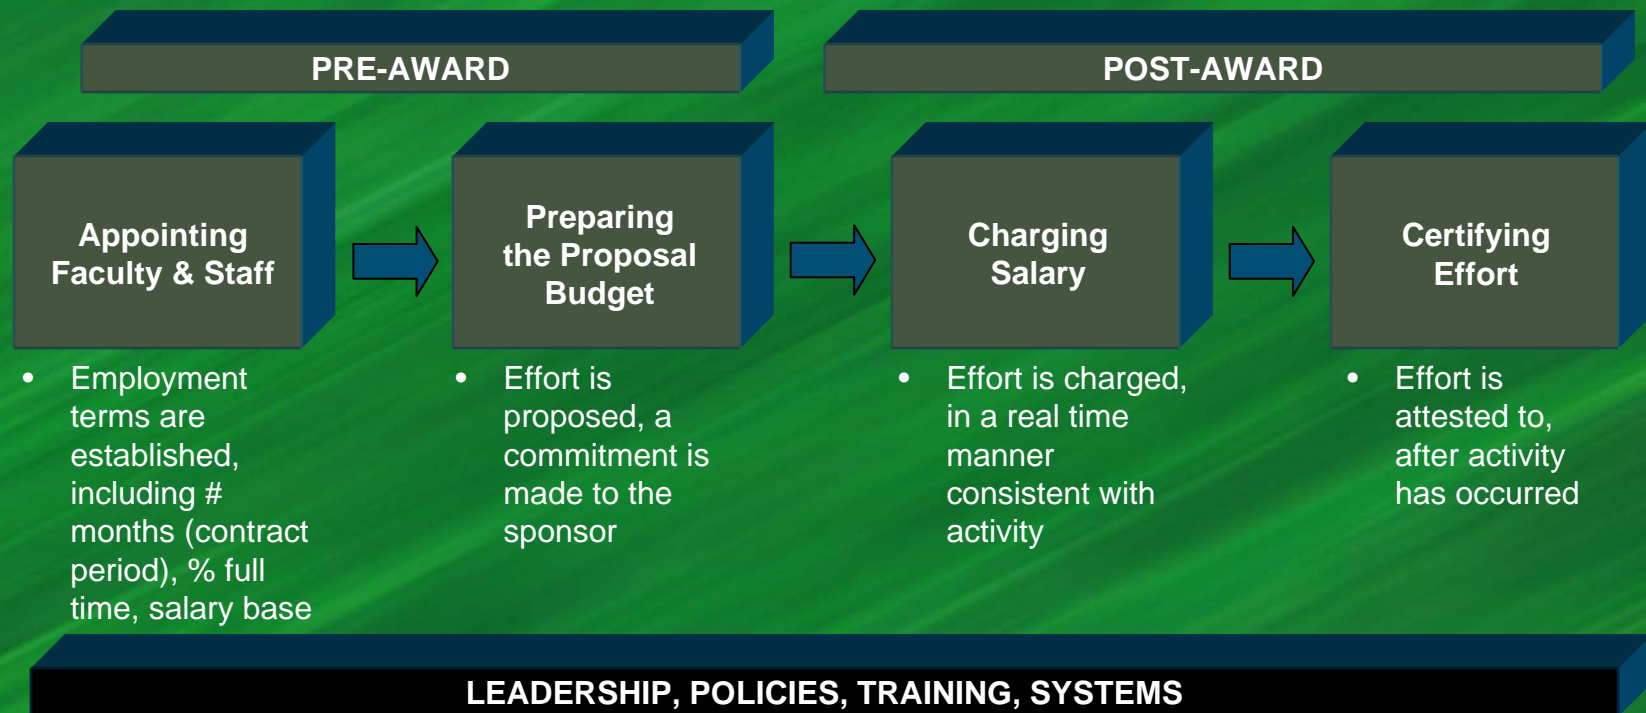 PRE-AWARD
POST-AWARD
Appointing
Faculty & Staff
Preparing
the Proposal
Budget
Charging
Salary
Certifying
Effort
• Employment
terms are
established,
including #
months (contract
period), % full
time, salary base
• Effort is
proposed, a
commitment is
made to the
sponsor
• Effort is charged,
in a real time
manner
consistent with
activity
• Effort is
attested to,
after activity
has occurred
LEADERSHIP, POLICIES, TRAINING, SYSTEMS